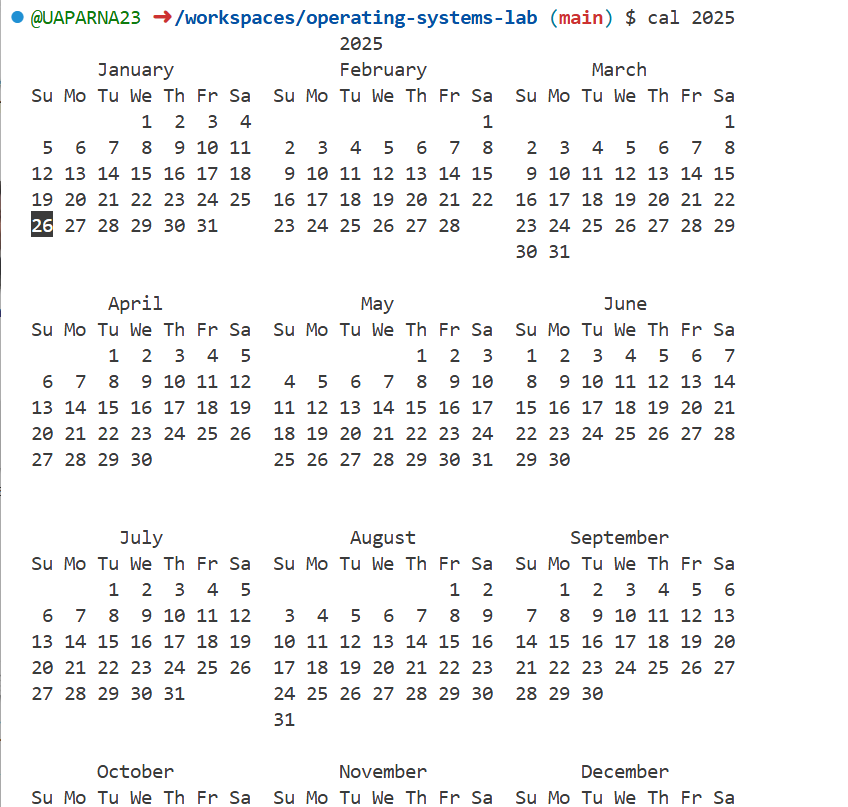 @UAPARNA23 ➜/workspaces/operating-systems-lab (main) $ cal 2025
                            2025
      January               February               March
Su Mo Tu We Th Fr Sa  Su Mo Tu We Th Fr Sa  Su Mo Tu We Th Fr Sa
          1  2  3  4                     1                     1
 5  6  7  8  9 10 11   2  3  4  5  6  7  8   2  3  4  5  6  7  8
12 13 14 15 16 17 18   9 10 11 12 13 14 15   9 10 11 12 13 14 15
19 20 21 22 23 24 25  16 17 18 19 20 21 22  16 17 18 19 20 21 22
26 27 28 29 30 31     23 24 25 26 27 28     23 24 25 26 27 28 29
                                            30 31
       April                  May                   June
Su Mo Tu We Th Fr Sa  Su Mo Tu We Th Fr Sa  Su Mo Tu We Th Fr Sa
       1  2  3  4  5               1  2  3   1  2  3  4  5  6  7
 6  7  8  9 10 11 12   4  5  6  7  8  9 10   8  9 10 11 12 13 14
13 14 15 16 17 18 19  11 12 13 14 15 16 17  15 16 17 18 19 20 21
20 21 22 23 24 25 26  18 19 20 21 22 23 24  22 23 24 25 26 27 28
27 28 29 30           25 26 27 28 29 30 31  29 30
        July                 August              September
Su Mo Tu We Th Fr Sa  Su Mo Tu We Th Fr Sa  Su Mo Tu We Th Fr Sa
       1  2  3  4  5                  1  2      1  2  3  4  5  6
 6  7  8  9 10 11 12   3  4  5  6  7  8  9   7  8  9 10 11 12 13
13 14 15 16 17 18 19  10 11 12 13 14 15 16  14 15 16 17 18 19 20
20 21 22 23 24 25 26  17 18 19 20 21 22 23  21 22 23 24 25 26 27
27 28 29 30 31        24 25 26 27 28 29 30  28 29 30
                      31
      October               November              December
Su Mo Tu We Th Fr Sa  Su Mo Tu We Th Fr Sa  Su Mo Tu We Th Fr Sa